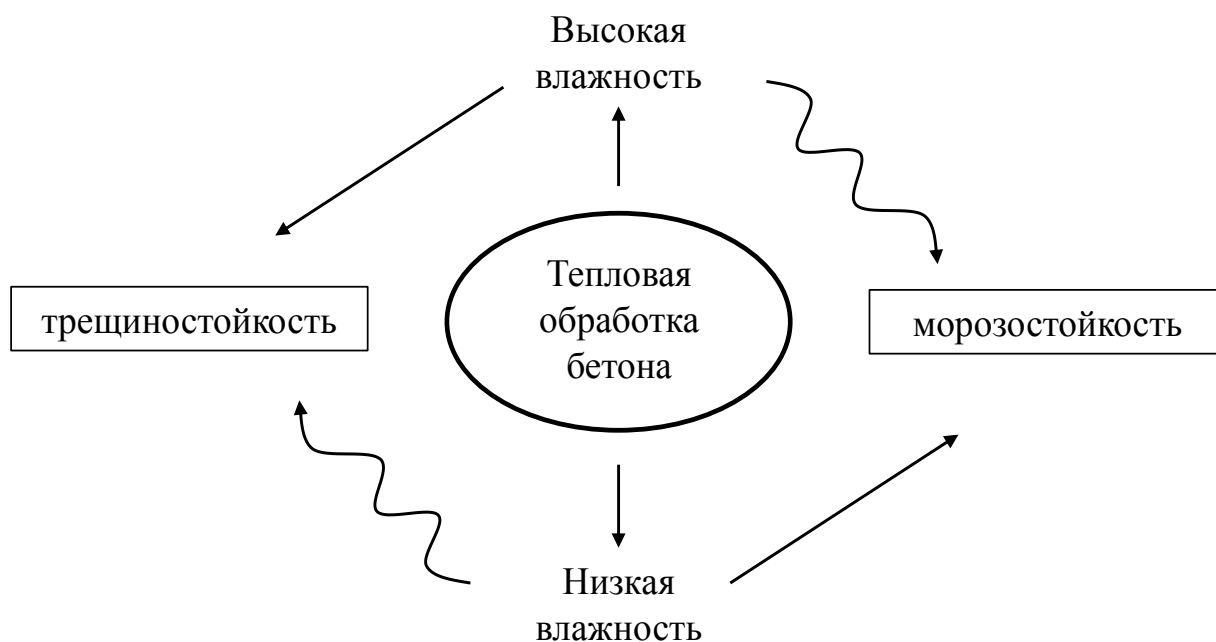 Высокая
влажность
Тепловая
обработка
бетона
трещиностойкость
морозостойкость
Низкая
влажность